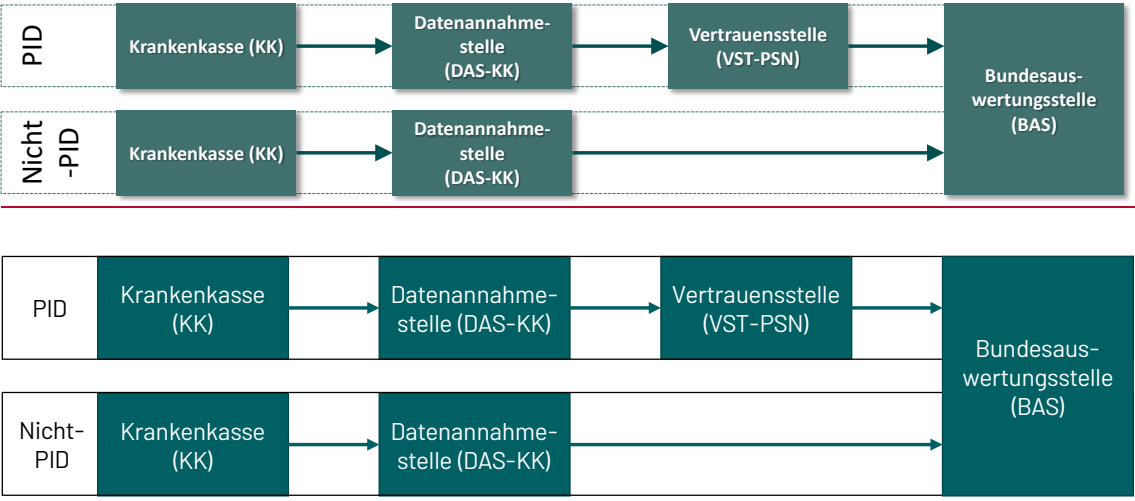 PID
Krankenkasse (KK)
Datenannahme-
stelle
(DAS-KK)
Vertrauensstelle
(VST-PSN)
Bundesaus-
wertungsstelle
(BAS)
Nicht
-PID
Krankenkasse (KK)
Datenannahme-
stelle
(DAS-KK)
PID
Krankenkasse
(KK)
Datenannahme-
stelle (DAS-KK)
Vertrauensstelle
(VST-PSN)
Bundesaus-
wertungsstelle
(BAS)
Nicht-
PID
Krankenkasse
(KK)
Datenannahme-
stelle (DAS-KK)